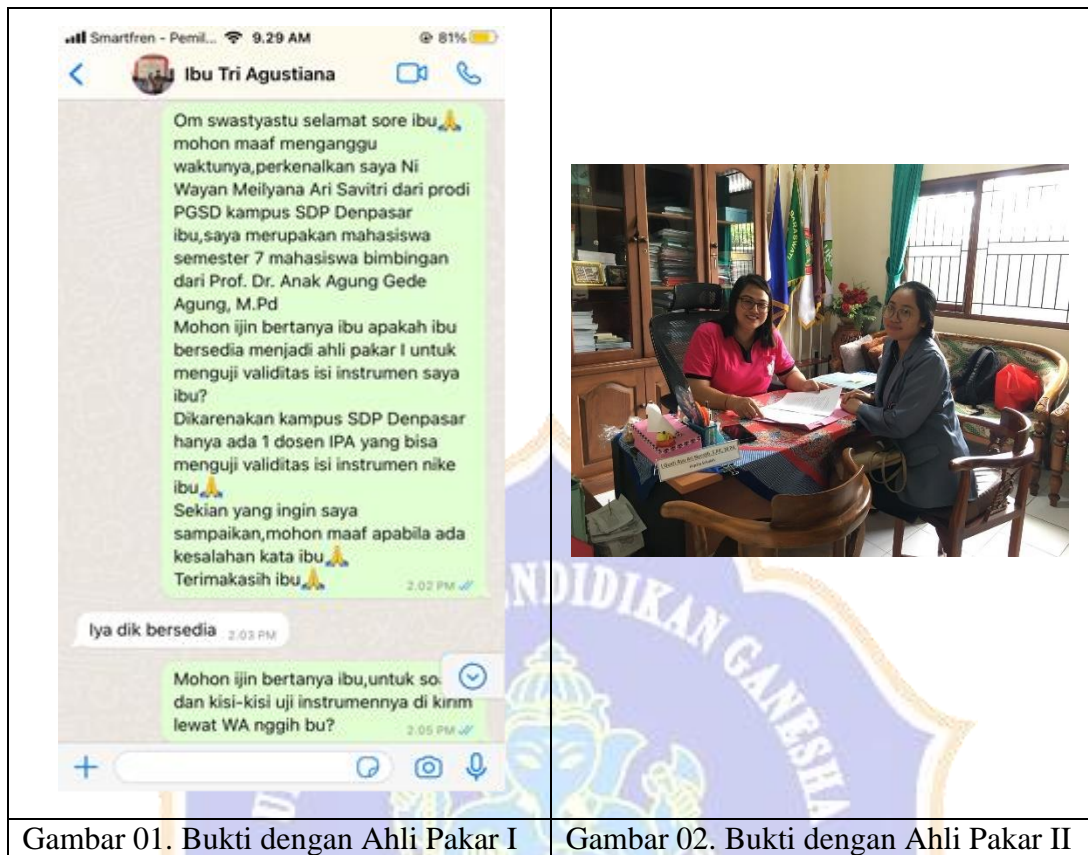 Smartfren - Pemil... 9.29 AM 81%
Ibu Tri Agustiana
Om swastyastu selamat sore ibu🙏
mohon maaf menganggu
waktunya,perkenalkan saya Ni
Wayan Meilyana Ari Savitri dari prodi
PGSD kampus SDP Denpasar
ibu,saya merupakan mahasiswa
semester 7 mahasiswa bimbingan
dari Prof. Dr. Anak Agung Gede
Agung, M.Pd
Mohon ijin bertanya ibu apakah ibu
bersedia menjadi ahli pakar I untuk
menguji validitas isi instrumen saya
ibu?
Dikarenakan kampus SDP Denpasar
hanya ada 1 dosen IPA yang bisa
menguji validitas isi instrumen nike
ibu🙏
Sekian yang ingin saya
sampaikan,mohon maaf apabila ada
kesalahan kata ibu🙏
Terimakasih ibu🙏
2.02 PM
Iya dik bersedia 2.03 PM
Mohon ijin bertanya ibu,untuk so
dan kisi-kisi uji instrumennya di kirim
lewat WA nggih bu?
2.05 PM
Gambar 01. Bukti dengan Ahli Pakar I
NDIDIKAN GANESHA
Gambar 02. Bukti dengan Ahli Pakar II